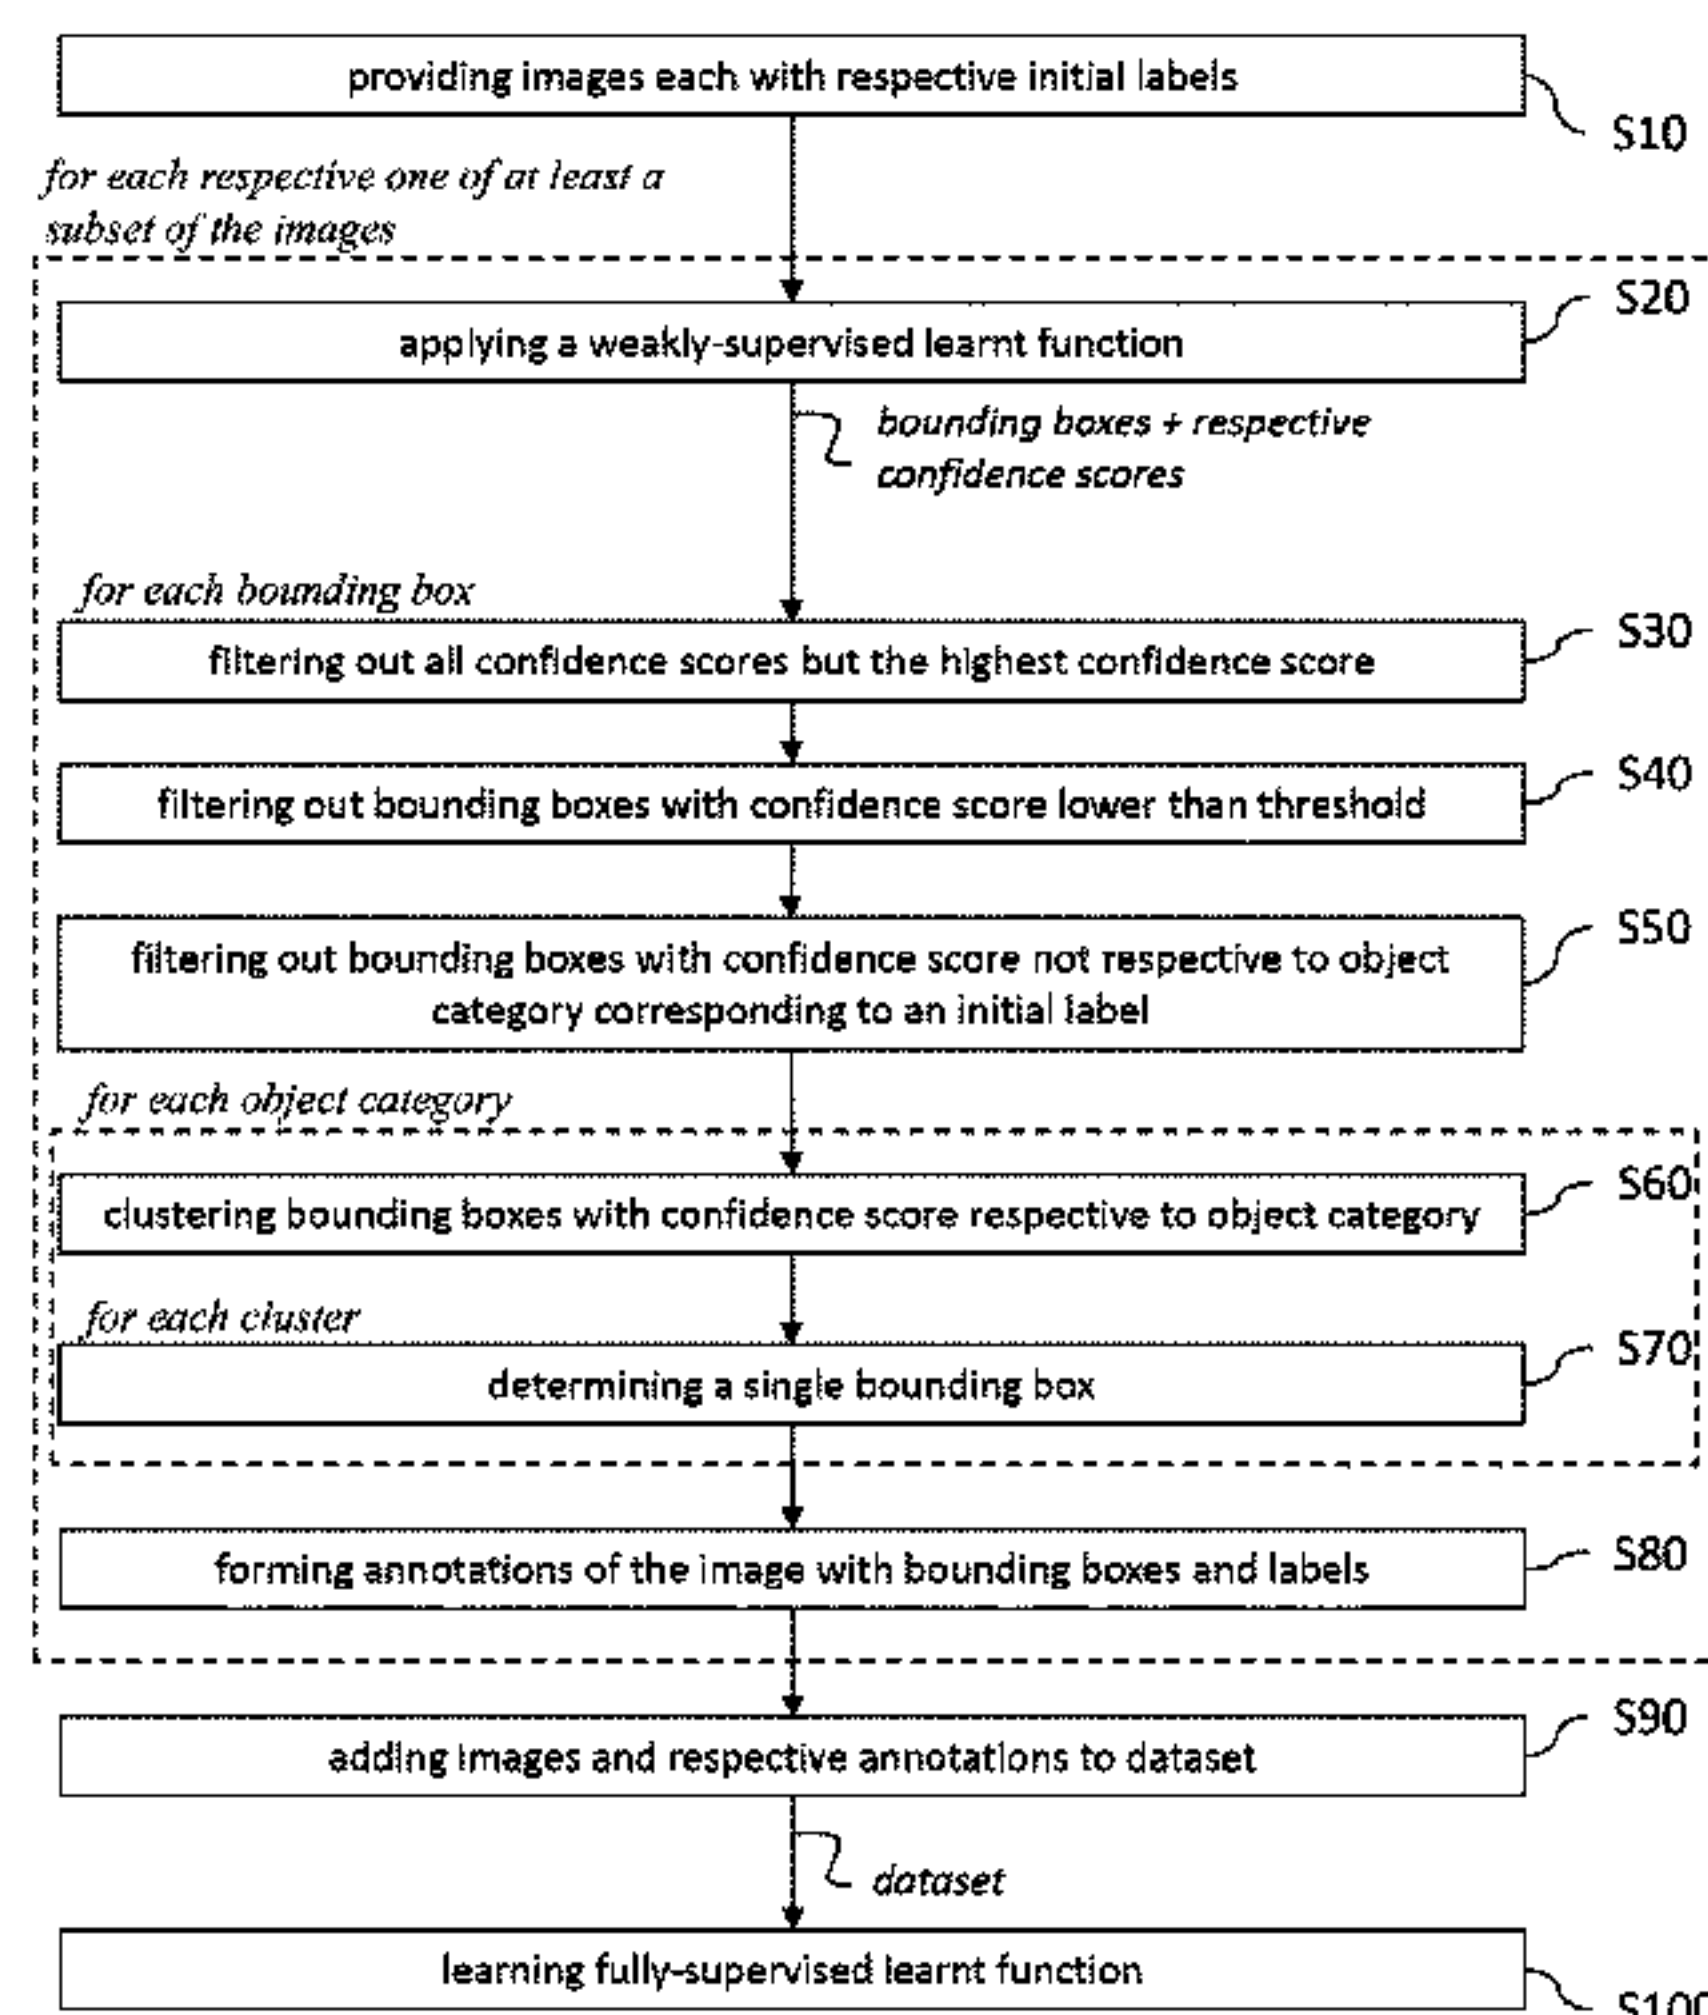 providing images each with respective initial labels
S10
for each respective one of at least a
subset of the images
S20
applying a weakly-supervised learnt function
bounding boxes + respective
confidence scores
for each bounding box
S30
filtering out all confidence scores but the highest confidence score
S40
filtering out bounding boxes with confidence score lower than threshold
S50
filtering out bounding boxes with confidence score not respective to object
category corresponding to an initial label
for each object category
S60
clustering bounding boxes with confidence score respective to object category
for each cluster
S70
determining a single bounding box
S80
forming annotations of the image with bounding boxes and labels
S90
adding images and respective annotations to dataset
dataset
learning fully-supervised learnt function
S100